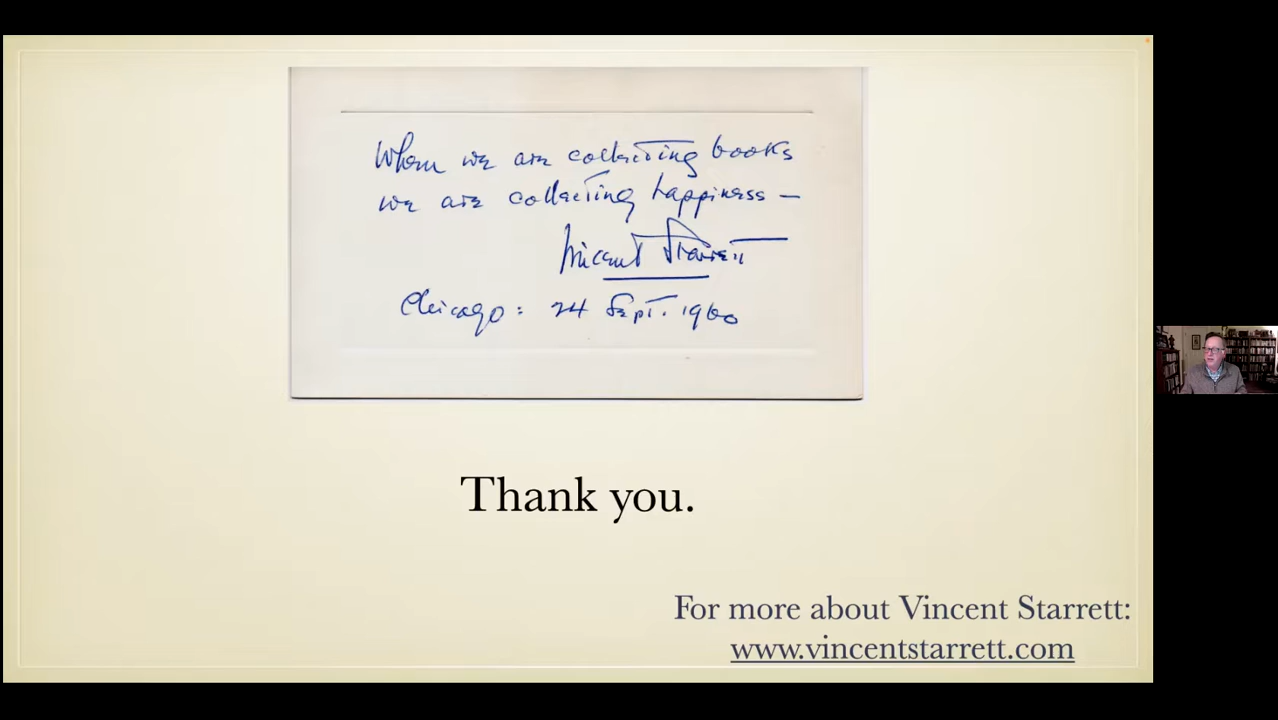 When we are collecting books
we are collecting happiness —
Vincent Starrett
Chicago: 24 Sept. 1960
Thank you.
For more about Vincent Starrett:
www.vincentstarrett.com